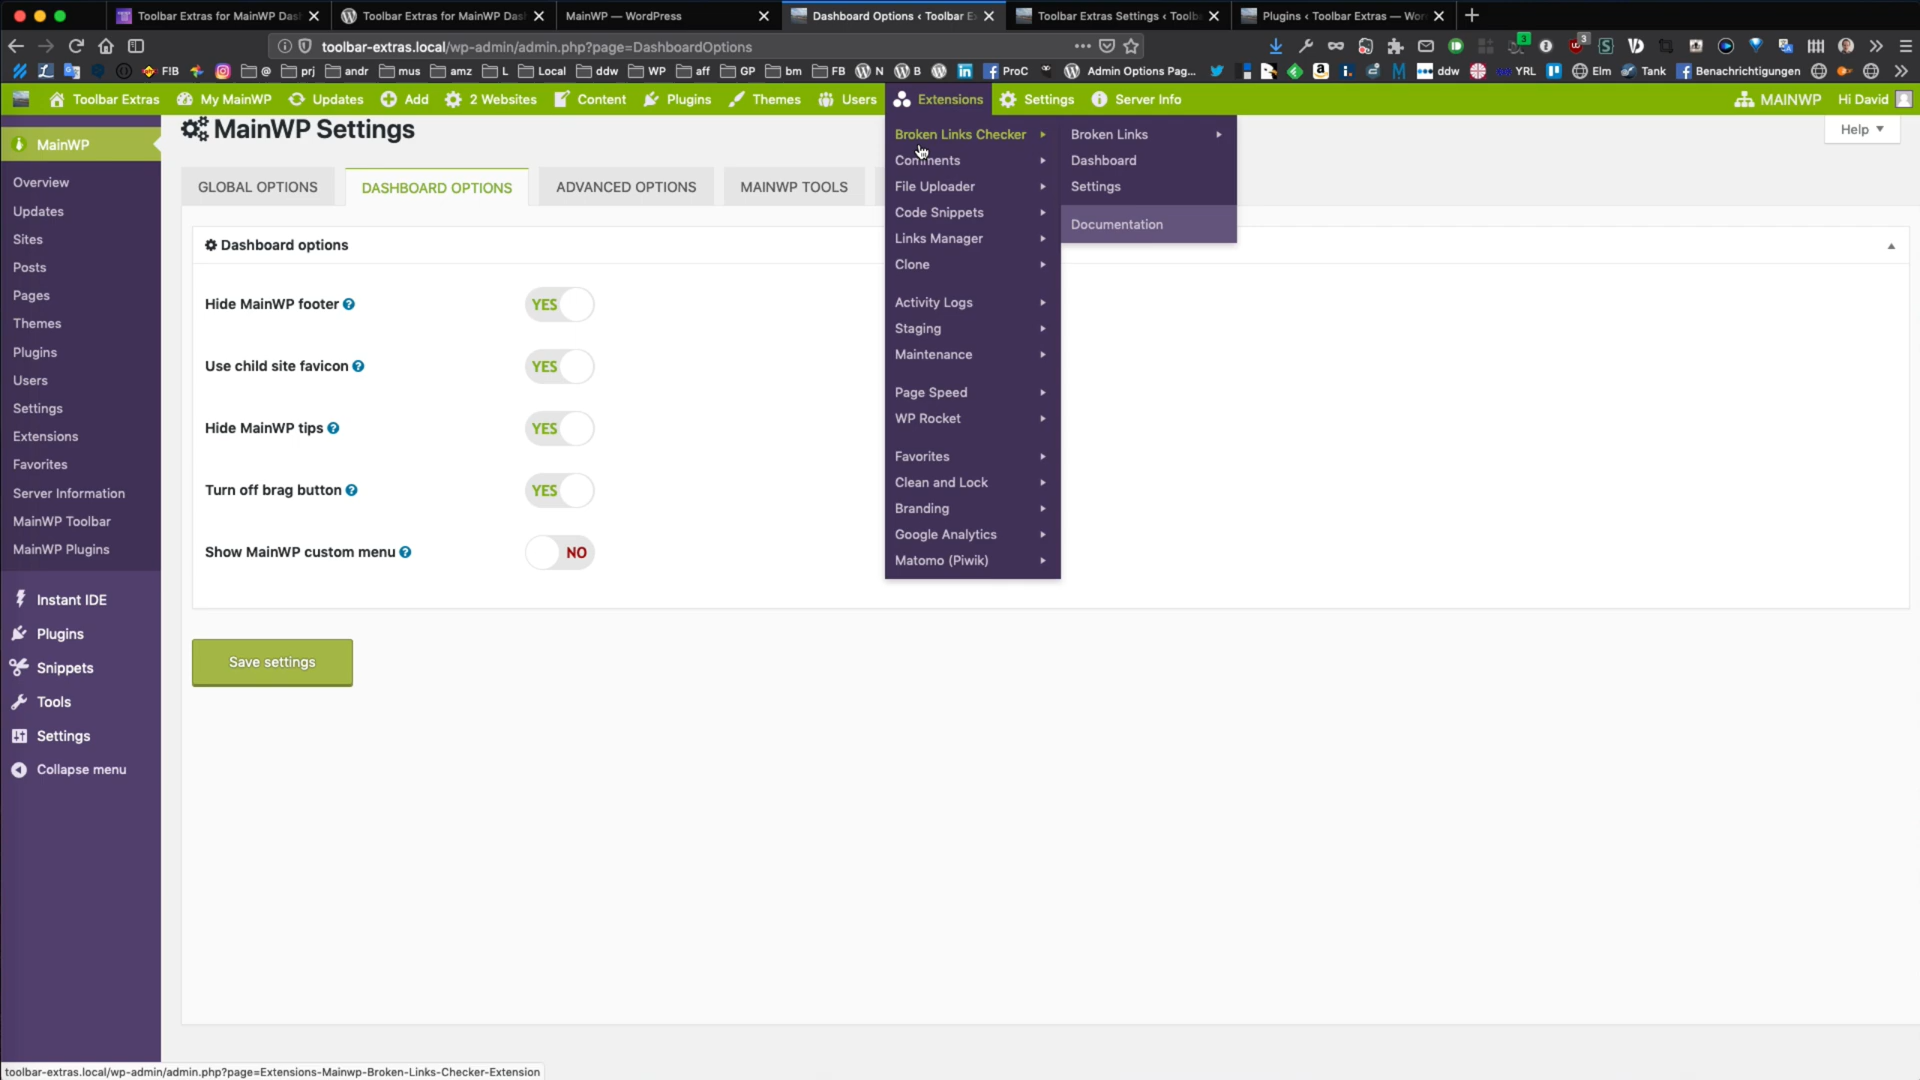 Toolbar Extras for MainWP Das
Toolbar Extras for MainWP Das
MainWP — WordPress
Dashboard Options ‹ Toolbar E
Toolbar Extras Settings ‹ Toolb
Plugins ‹ Toolbar Extras — Wor
toolbar-extras.local/wp-admin/admin.php?page=DashboardOptions
3
3
F!B
@
prj
andr
mus
amz
L
Local
ddw
WP
aff
GP
bm
FB
N
B
ProC
Admin Options Pag...
ddw
YRL
Elm
Tank
Benachrichtigungen
Toolbar Extras
My MainWP
Updates
Add
2 Websites
Content
Plugins
Themes
Users
Extensions
Settings
Server Info
MAINWP
Hi David
MainWP
Overview
Updates
Sites
Posts
Pages
Themes
Plugins
Users
Settings
Extensions
Favorites
Server Information
MainWP Toolbar
MainWP Plugins
Instant IDE
Plugins
Snippets
Tools
Settings
Collapse menu
MainWP Settings
Help
GLOBAL OPTIONS
DASHBOARD OPTIONS
ADVANCED OPTIONS
MAINWP TOOLS
Dashboard options
Hide MainWP footer
YES
Use child site favicon
YES
Hide MainWP tips
YES
Turn off brag button
YES
Show MainWP custom menu
NO
Save settings
Broken Links Checker
Comments
File Uploader
Code Snippets
Links Manager
Clone
Activity Logs
Staging
Maintenance
Page Speed
WP Rocket
Favorites
Clean and Lock
Branding
Google Analytics
Matomo (Piwik)
Broken Links
Dashboard
Settings
Documentation
toolbar-extras.local/wp-admin/admin.php?page=Extensions-Mainwp-Broken-Links-Checker-Extension